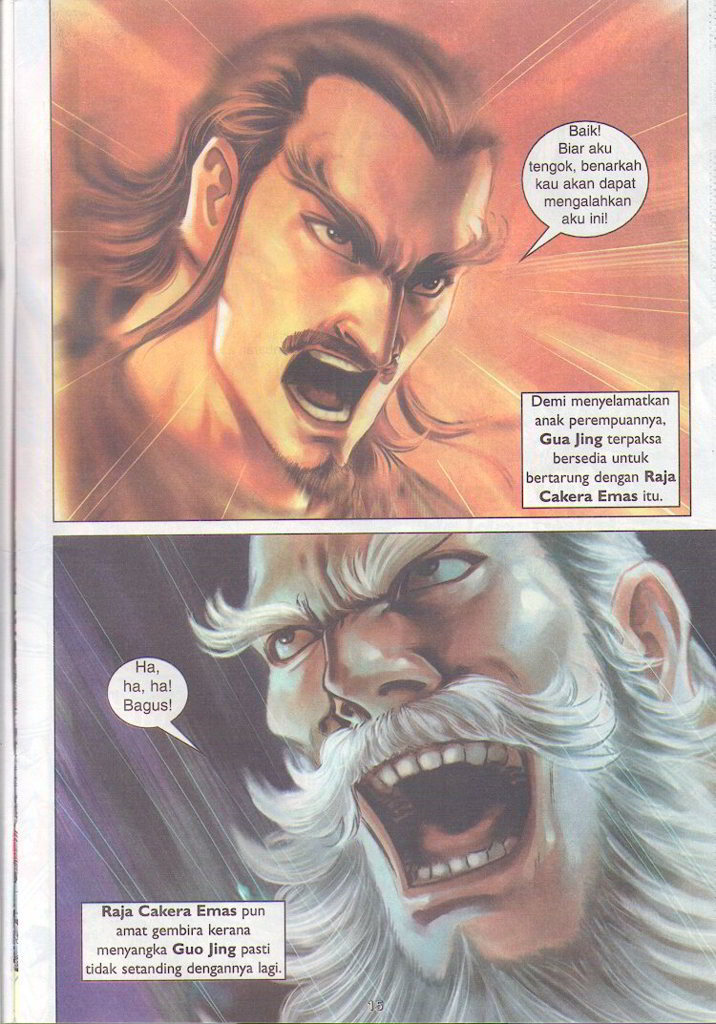 Baik!
Biar aku
tengok, benarkah
kau akan dapat
mengalahkan
aku ini!
Demi menyelamatkan
anak perempuannya,
Gua Jing terpaksa
bersedia untuk
bertarung dengan Raja
Cakera Emas itu.
Ha,
ha, ha!
Bagus!
Raja Cakera Emas pun
amat gembira kerana
menyangka Guo Jing pasti
tidak setanding dengannya lagi.
15